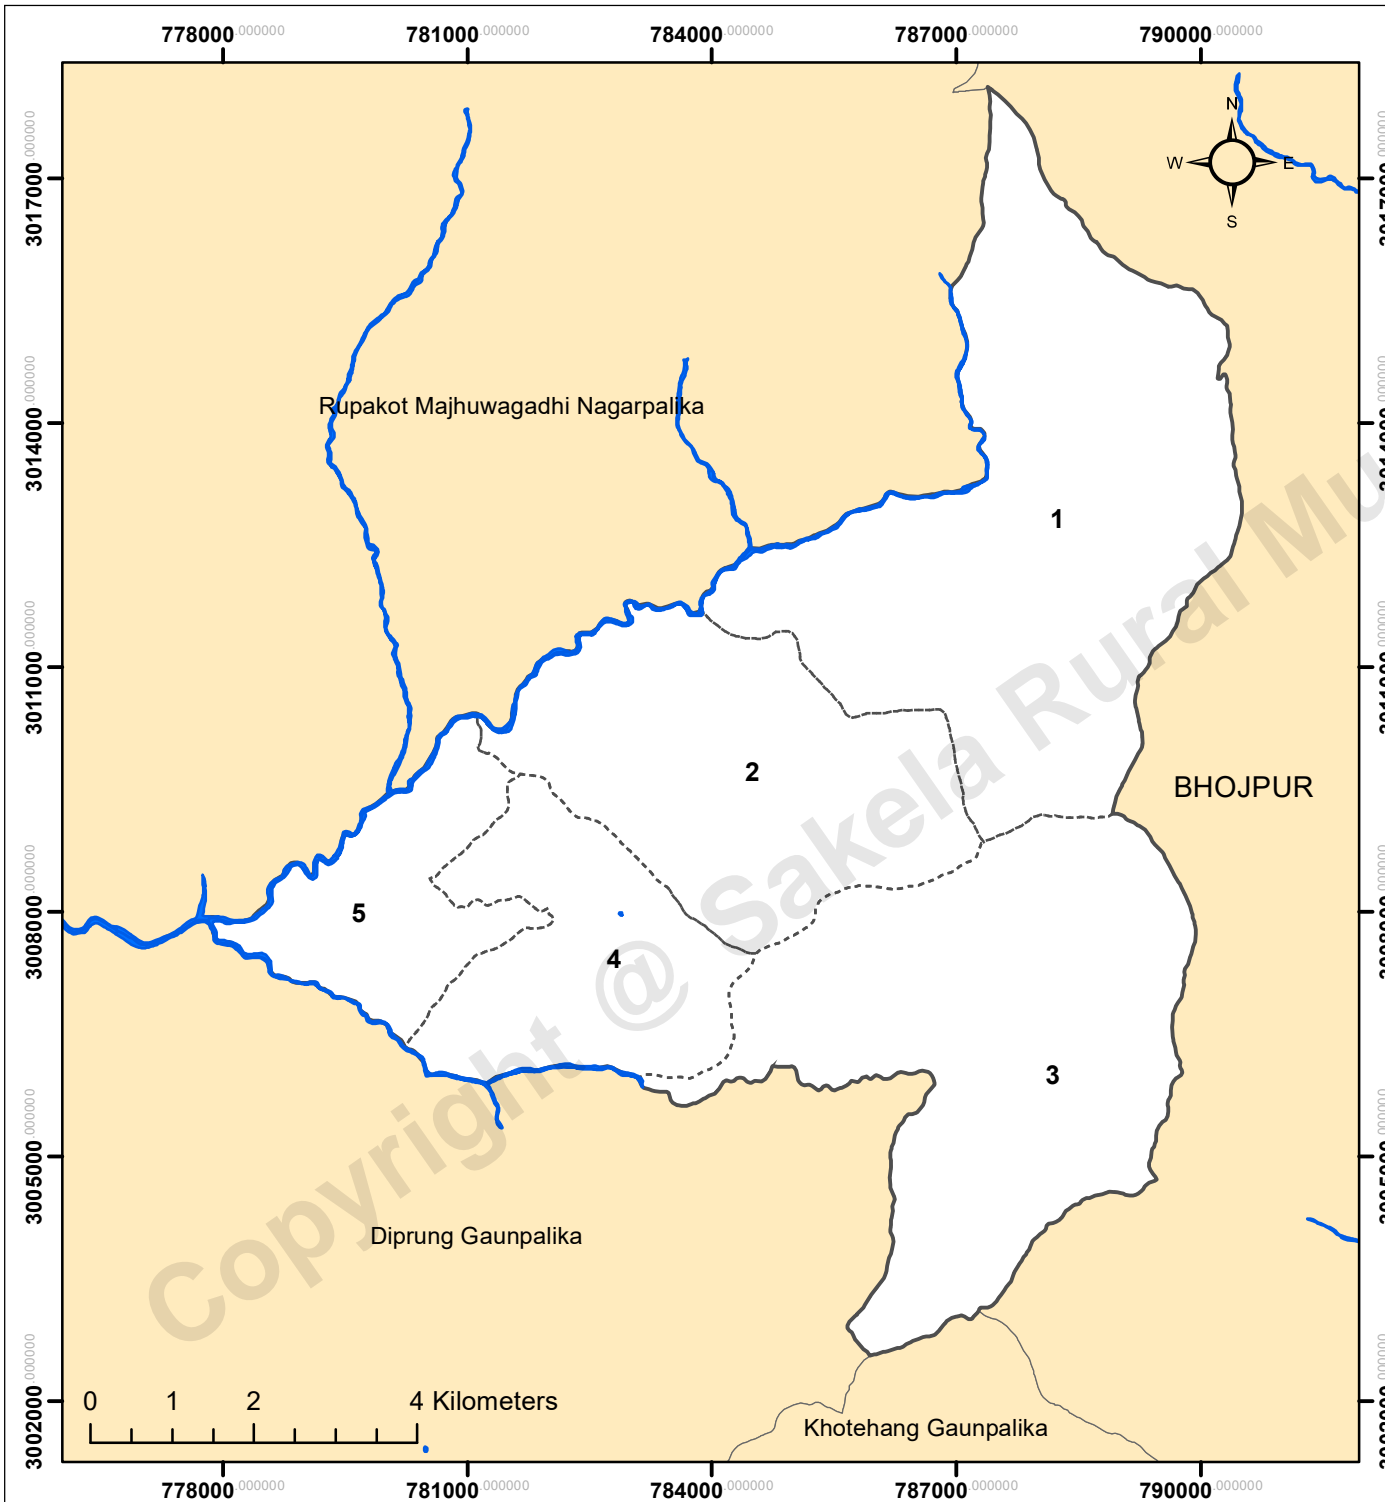 778000.000000 781000.000000 784000.000000 787000.000000 790000.000000
3017000.000000
3014000.000000
3011000.000000
3008000.000000
3005000.000000
3002000.000000
N
W E
S
Rupakot Majhuwagadhi Nagarpalika
1
2
BHOJPUR
5
4
3
Diprung Gaunpalika
Khotehang Gaunpalika
0 1 2 4 Kilometers
Copyright @ Sakela Rural Mu
778000.000000 781000.000000 784000.000000 787000.000000 790000.000000